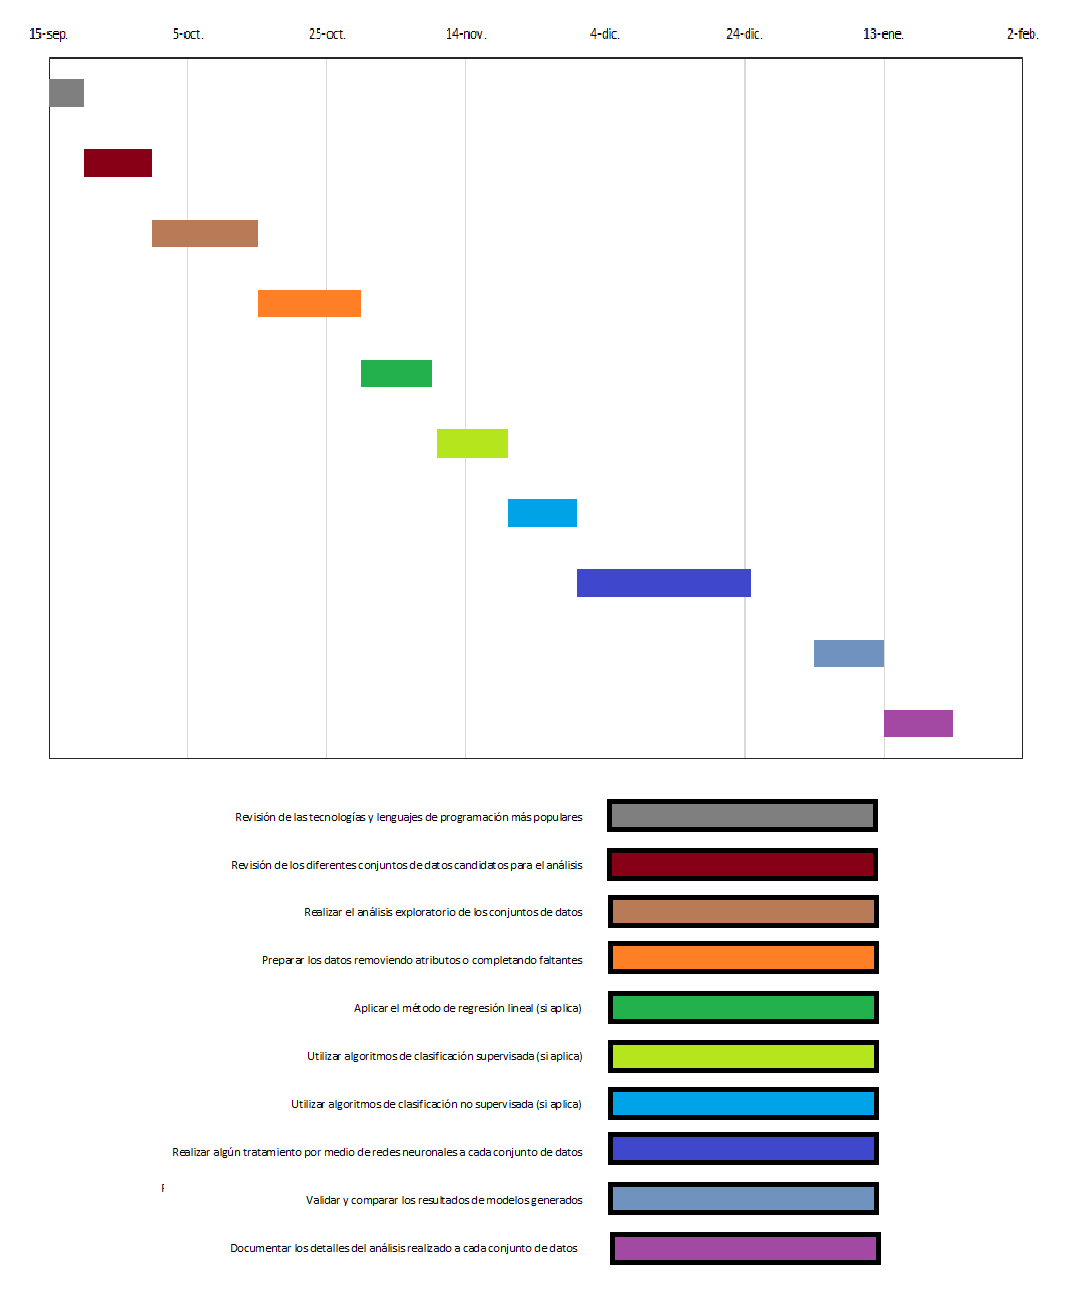 15-sep. 5-oct. 25-oct. 14-nov. 4-dic. 24-dic. 13-ene. 2-feb.
Revisión de las tecnologías y lenguajes de programación más populares
Revisión de los diferentes conjuntos de datos candidatos para el análisis
Realizar el análisis exploratorio de los conjuntos de datos
Preparar los datos removiendo atributos o completando faltantes
Aplicar el método de regresión lineal (si aplica)
Utilizar algoritmos de clasificación supervisada (si aplica)
Utilizar algoritmos de clasificación no supervisada (si aplica)
Realizar algún tratamiento por medio de redes neuronales a cada conjunto de datos
Validar y comparar los resultados de modelos generados
Documentar los detalles del análisis realizado a cada conjunto de datos